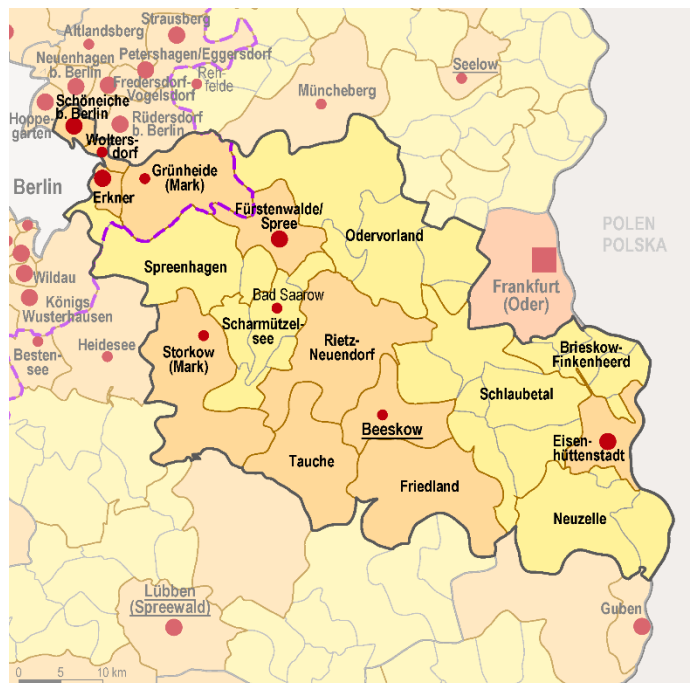 Strausberg
Altlandsberg
Neuenhagen
b. Berlin
Petershagen/Eggersdorf
Reh-
felde
Fredersdorf-
Vogelsdorf
Seelow
Müncheberg
Hoppe-
garten
Schöneiche
b. Berlin
Rüdersdorf
b. Berlin
Wolters-
dorf
Grünheide
(Mark)
Berlin
Erkner
Fürstenwalde/
Spree
Odervorland
POLEN
POLSKA
Wildau
Königs
Wusterhausen
Spreenhagen
Bad Saarow
Scharmützel-
see
Frankfurt
(Oder)
Besten-
see
Heidesee
Storkow
(Mark)
Rietz-
Neuendorf
Brieskow-
Finkenheerd
Schlaubetal
Beeskow
Eisen-
hüttenstadt
Tauche
Friedland
Neuzelle
Lübben
(Spreewald)
Guben
0 5 10 km